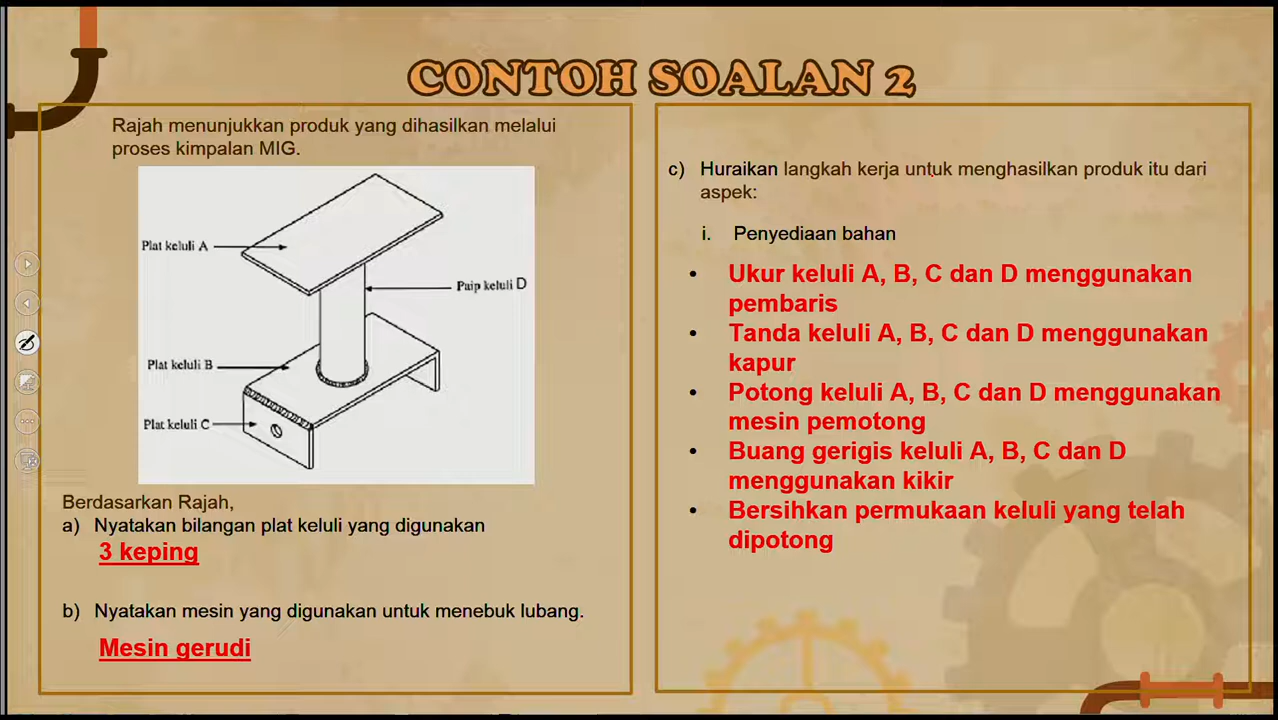 CONTOH SOALAN 2
Rajah menunjukkan produk yang dihasilkan melalui
proses kimpalan MIG.
Plat keluli A
Paip keluli D
Plat keluli B
Plat keluli C
Berdasarkan Rajah,
a) Nyatakan bilangan plat keluli yang digunakan
3 keping
b) Nyatakan mesin yang digunakan untuk menebuk lubang.
Mesin gerudi
c) Huraikan langkah kerja untuk menghasilkan produk itu dari
aspek:
i. Penyediaan bahan
• Ukur keluli A, B, C dan D menggunakan
pembaris
• Tanda keluli A, B, C dan D menggunakan
kapur
• Potong keluli A, B, C dan D menggunakan
mesin pemotong
• Buang gerigis keluli A, B, C dan D
menggunakan kikir
• Bersihkan permukaan keluli yang telah
dipotong